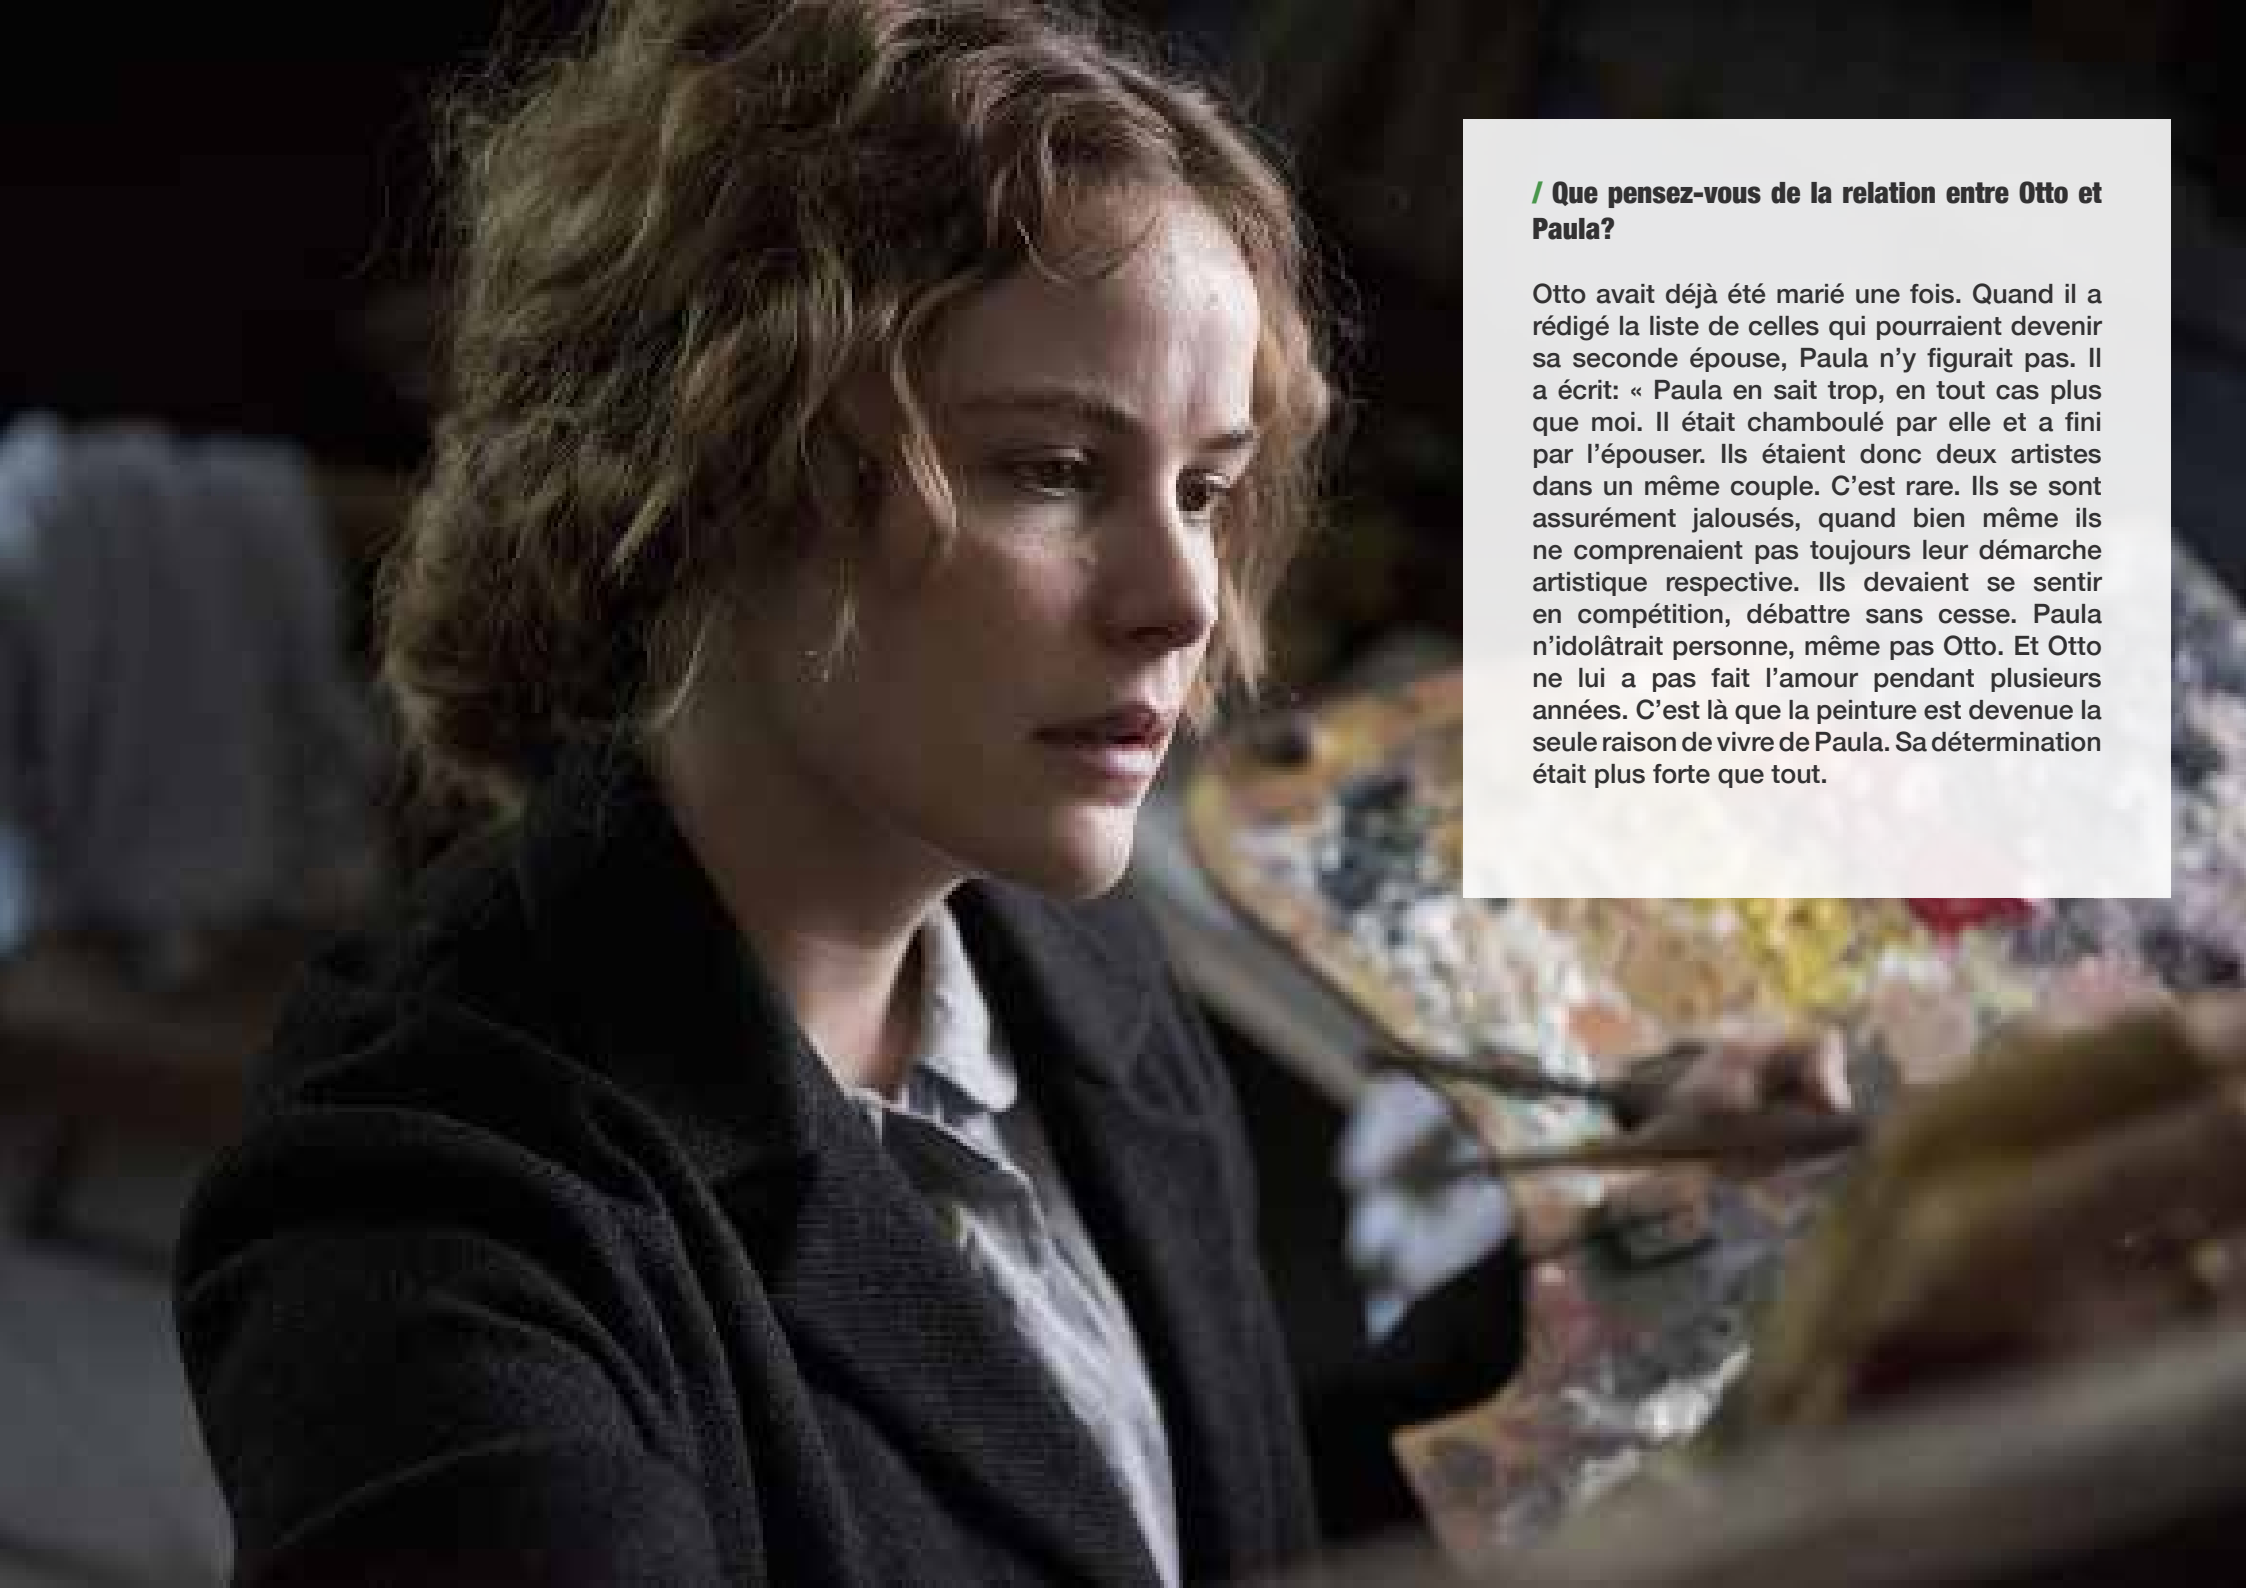 / Que pensez-vous de la relation entre Otto et
Paula?
Otto avait déjà été marié une fois. Quand il a
rédigé la liste de celles qui pourraient devenir
sa seconde épouse, Paula n’y figurait pas. Il
a écrit: « Paula en sait trop, en tout cas plus
que moi. Il était chamboulé par elle et a fini
par l’épouser. Ils étaient donc deux artistes
dans un même couple. C’est rare. Ils se sont
assurément jalousés, quand bien même ils
ne comprenaient pas toujours leur démarche
artistique respective. Ils devaient se sentir
en compétition, débattre sans cesse. Paula
n’idolâtrait personne, même pas Otto. Et Otto
ne lui a pas fait l’amour pendant plusieurs
années. C’est là que la peinture est devenue la
seule raison de vivre de Paula. Sa détermination
était plus forte que tout.